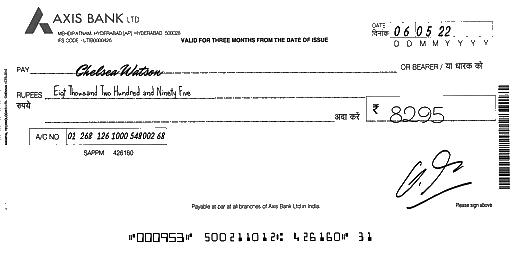 AXIS BANK LTD
MEHDIPATNAM, HYDERABAD [AP] HYDERABAD 500028
IFS CODE - UTIB0000426
VALID FOR THREE MONTHS FROM THE DATE OF ISSUE
DATE
दिनांक 06 05 22
D D M M Y Y Y Y
PAY Chelsea Watson OR BEARER / या धारक को
RUPEES Eigt Thousand Two Hundred and Ninety Five
रुपये अदा करें ₹ 8295
A/C NO 01 268 126 1000 548002 68
SAPPM 426160
Payable at par at all branches of Axis Bank Ltd in India.
Please sign above
"000953" 500211012: 426160" 31